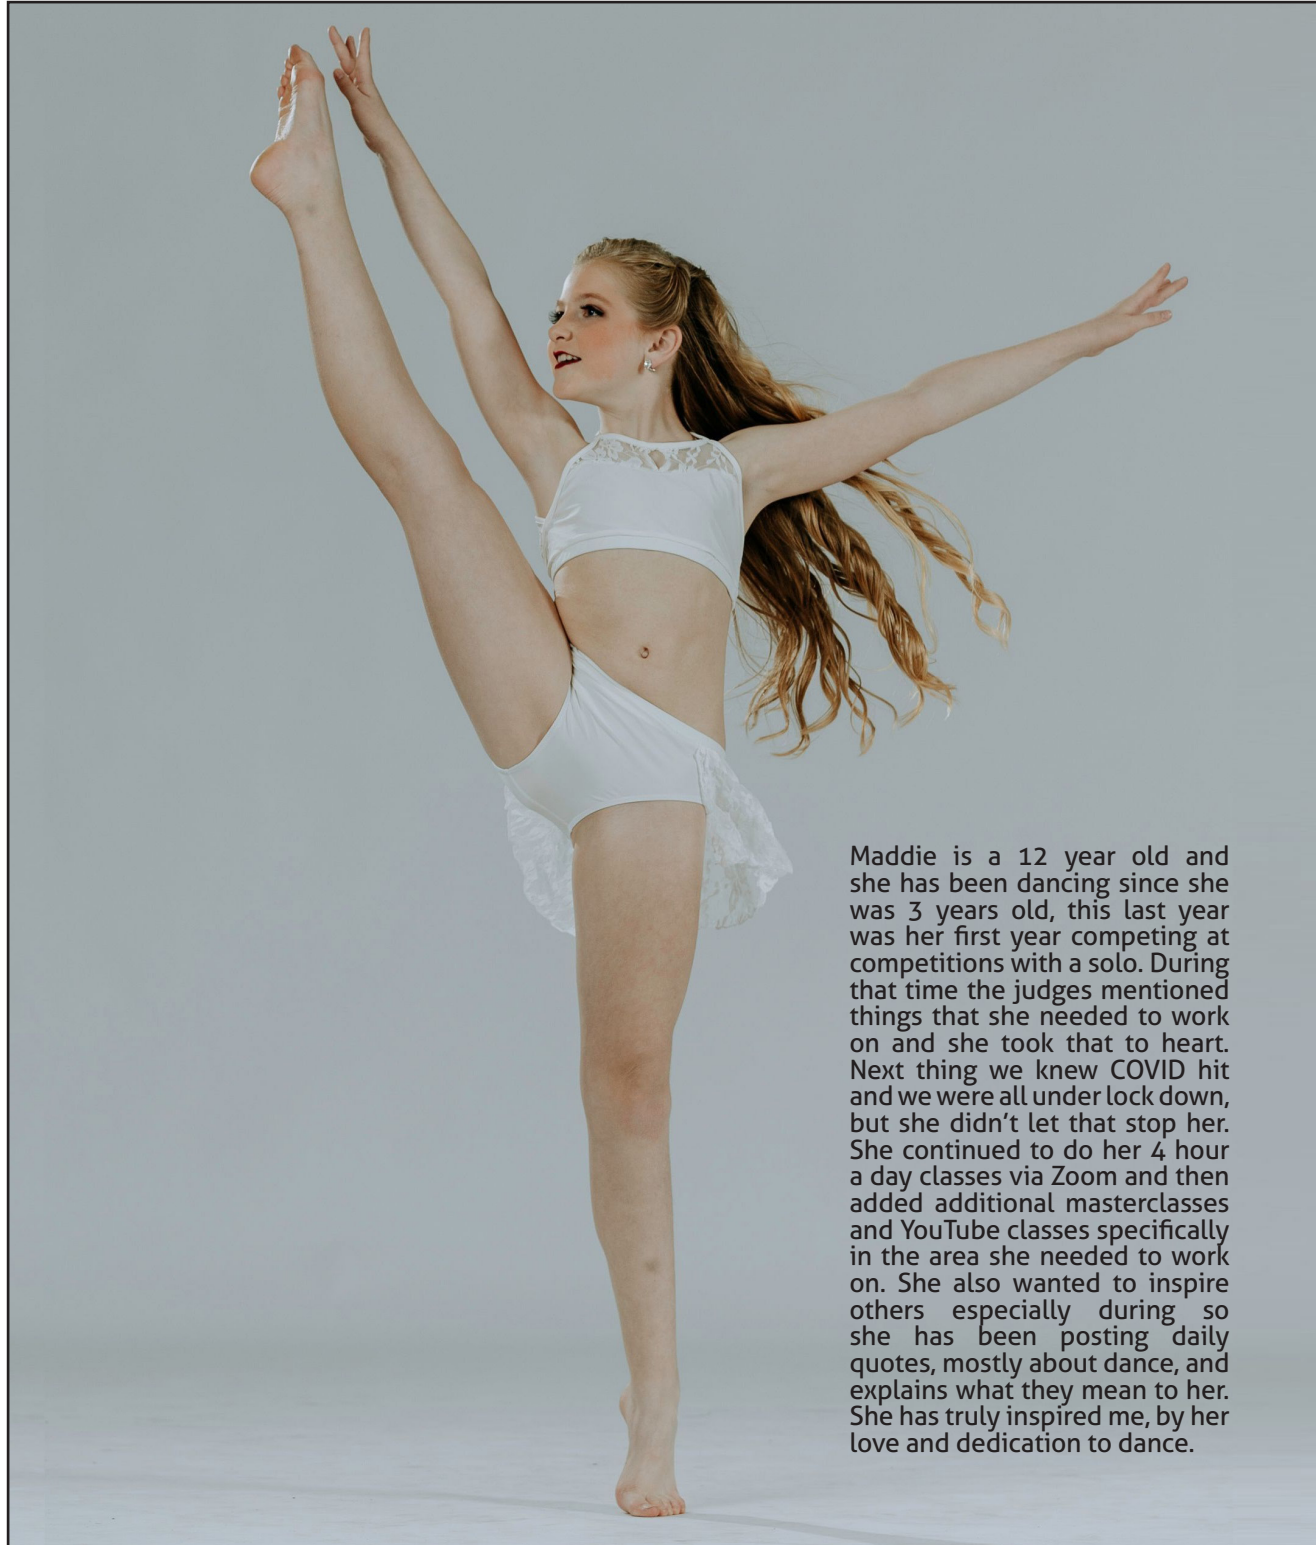 Maddie is a 12 year old and
she has been dancing since she
was 3 years old, this last year
was her first year competing at
competitions with a solo. During
that time the judges mentioned
things that she needed to work
on and she took that to heart.
Next thing we knew COVID hit
and we were all under lock down,
but she didn't let that stop her.
She continued to do her 4 hour
a day classes via Zoom and then
added additional masterclasses
and YouTube classes specifically
in the area she needed to work
on. She also wanted to inspire
others especially during so
she has been posting daily
quotes, mostly about dance, and
explains what they mean to her.
She has truly inspired me, by her
love and dedication to dance.